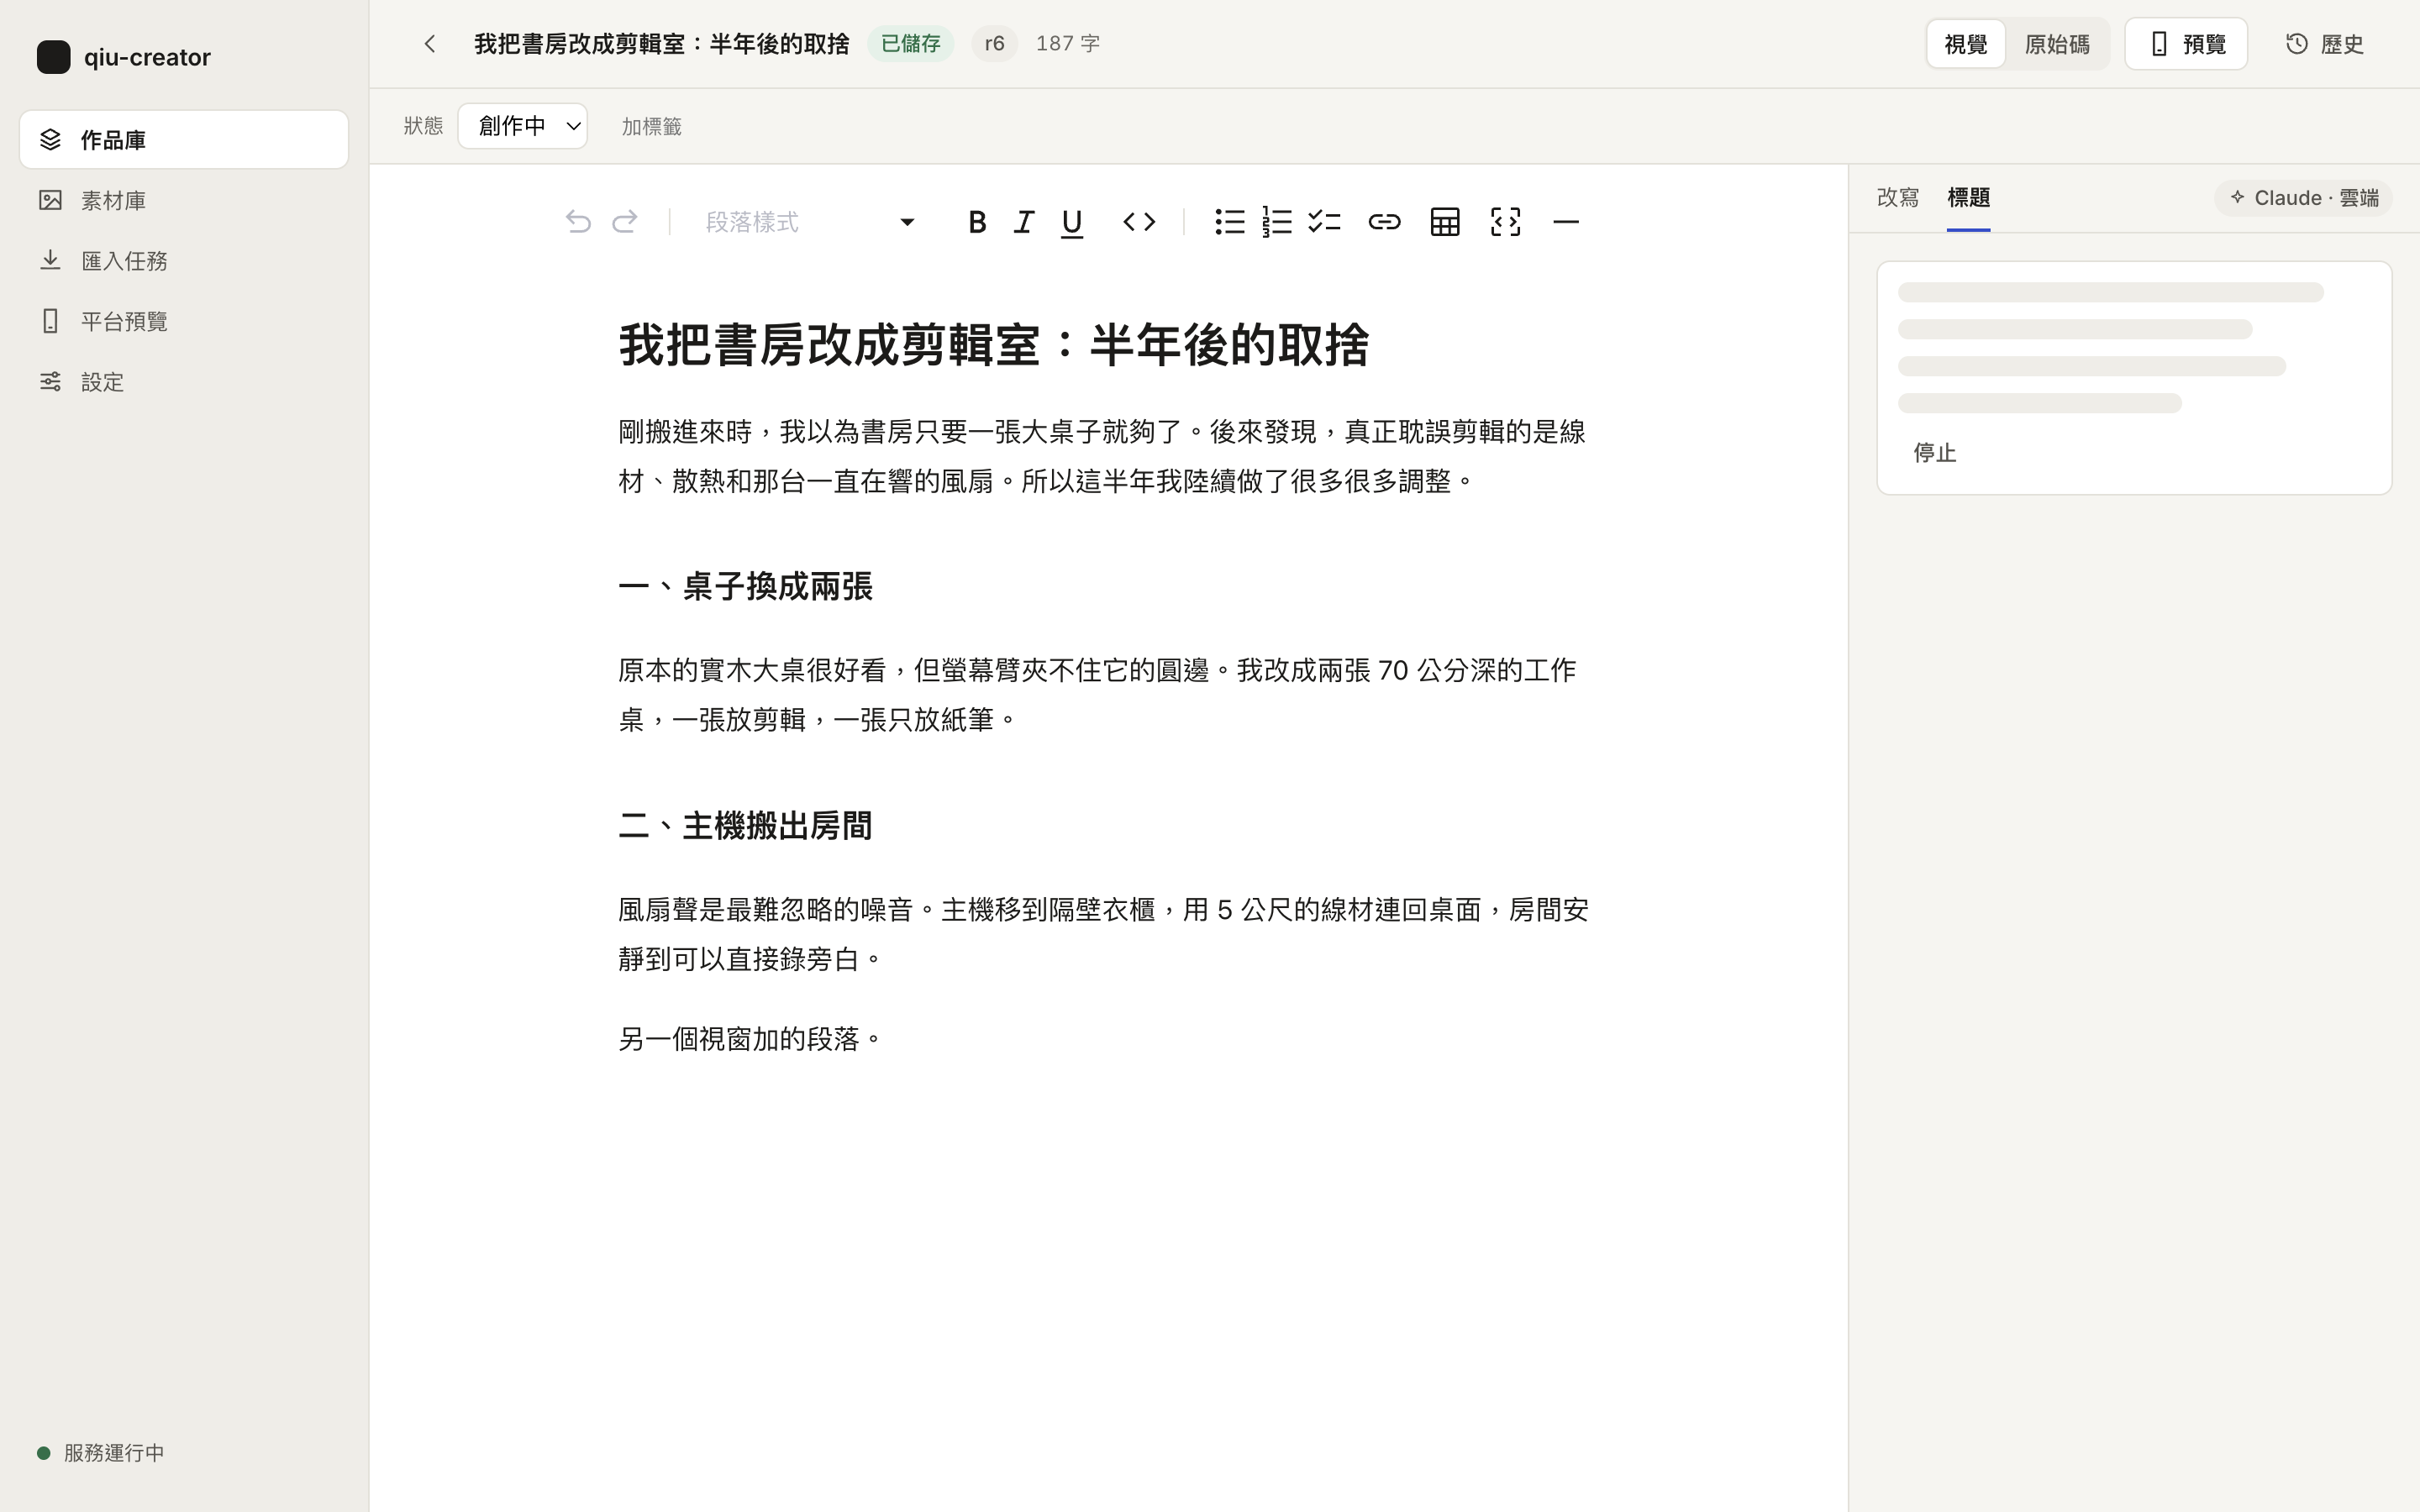 qiu-creator
作品庫
素材庫
匯入任務
平台預覽
設定
服務運行中
我把書房改成剪輯室：半年後的取捨 已儲存 r6 187 字
視覺 原始碼 預覽 歷史
狀態 創作中 加標籤
段落樣式 B I U
我把書房改成剪輯室：半年後的取捨
剛搬進來時，我以為書房只要一張大桌子就夠了。後來發現，真正耽誤剪輯的是線
材、散熱和那台一直在響的風扇。所以這半年我陸續做了很多很多調整。
一、桌子換成兩張
原本的實木大桌很好看，但螢幕臂夾不住它的圓邊。我改成兩張 70 公分深的工作
桌，一張放剪輯，一張只放紙筆。
二、主機搬出房間
風扇聲是最難忽略的噪音。主機移到隔壁衣櫃，用 5 公尺的線材連回桌面，房間安
靜到可以直接錄旁白。
另一個視窗加的段落。
改寫 標題 Claude · 雲端
停止